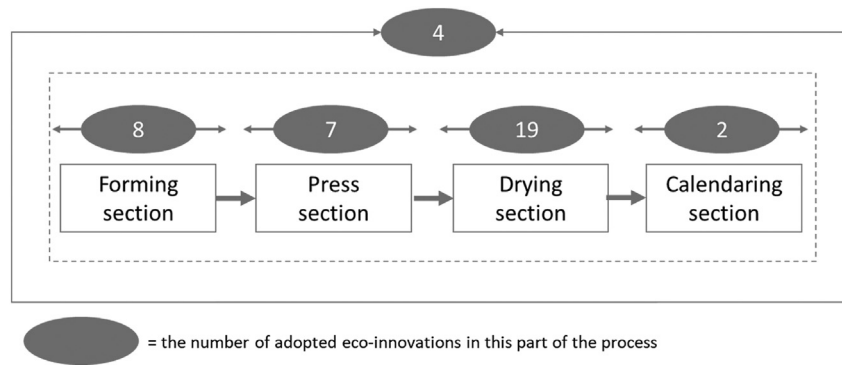 4
8
7
19
2
Forming
section
Press
section
Drying
section
Calendaring
section
= the number of adopted eco-innovations in this part of the process